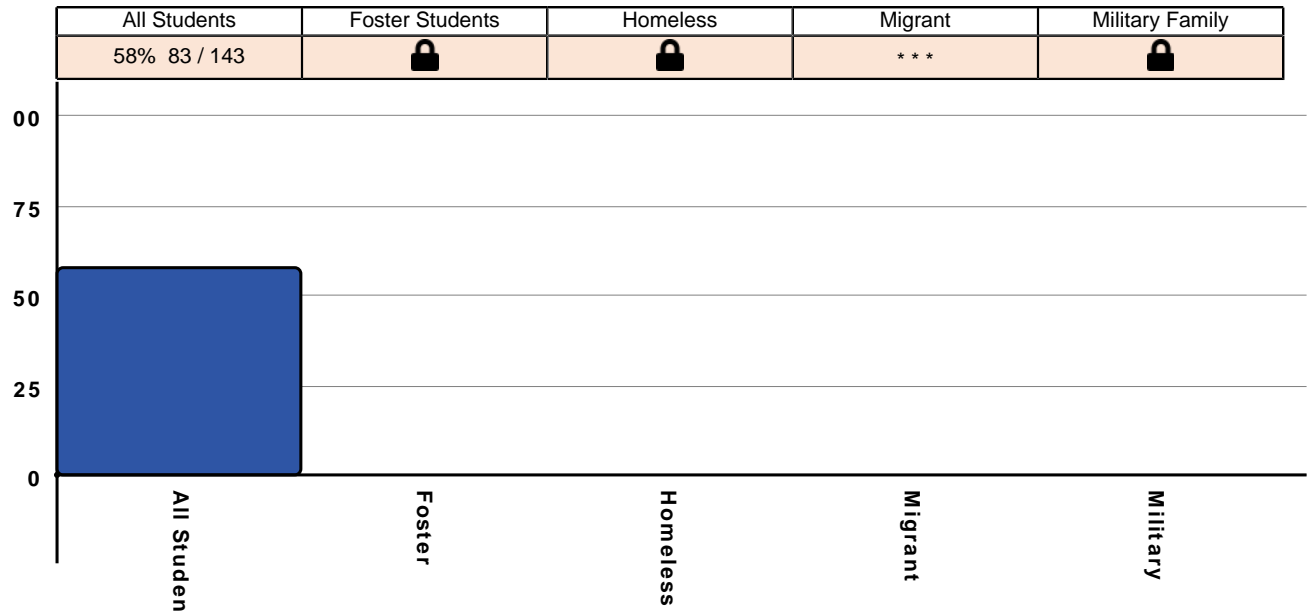 All Students Foster Students Homeless Migrant Military Family
58% 83 / 143 * * *
00
75
50
25
0
All Studen
Foster
Homeless
Migrant
Military